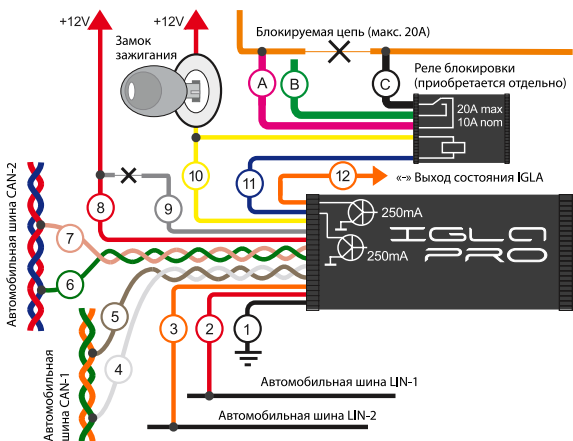 +12V
+12V
Блокируемая цепь (макс. 20А)
Замок
зажигания
Реле блокировки
(приобретается отдельно)
A
B
C
20A max
10A nom
Автомобильная шина CAN-2
10
11
12
«-» Выход состояния IGLA
8
9
7
6
250mA
250mA
IGLA
PRO
5
4
3
2
1
Автомобильная
шина CAN-1
Автомобильная шина LIN-1
Автомобильная шина LIN-2